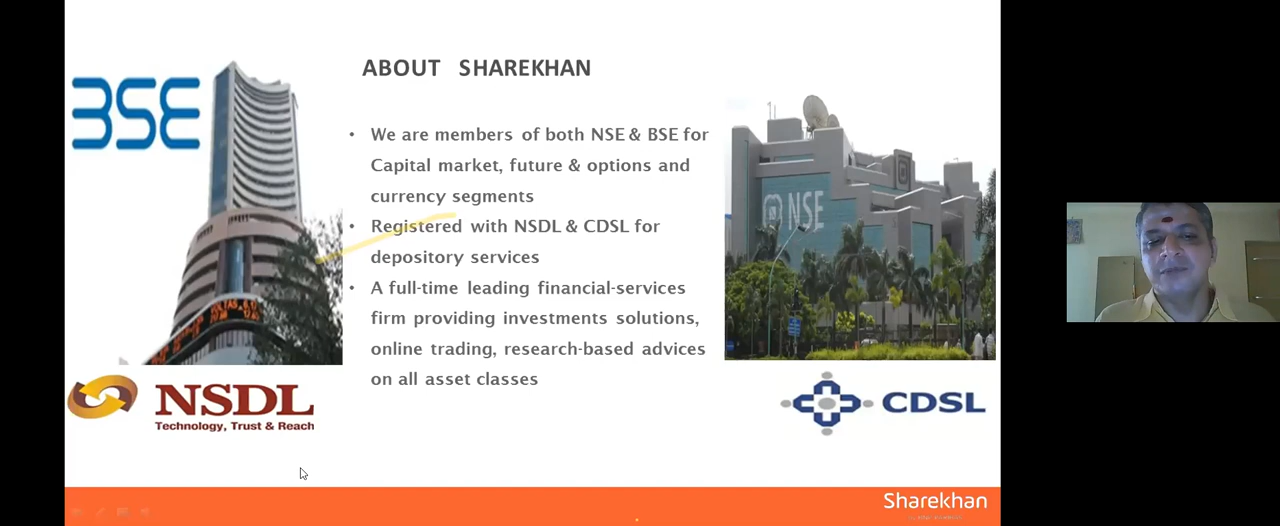 BSE
ABOUT SHAREKHAN
• We are members of both NSE & BSE for
Capital market, future & options and
currency segments
• Registered with NSDL & CDSL for
depository services
• A full-time leading financial-services
firm providing investments solutions,
online trading, research-based advices
on all asset classes
NSE
NSDL
Technology, Trust & Reach
CDSL
Sharekhan